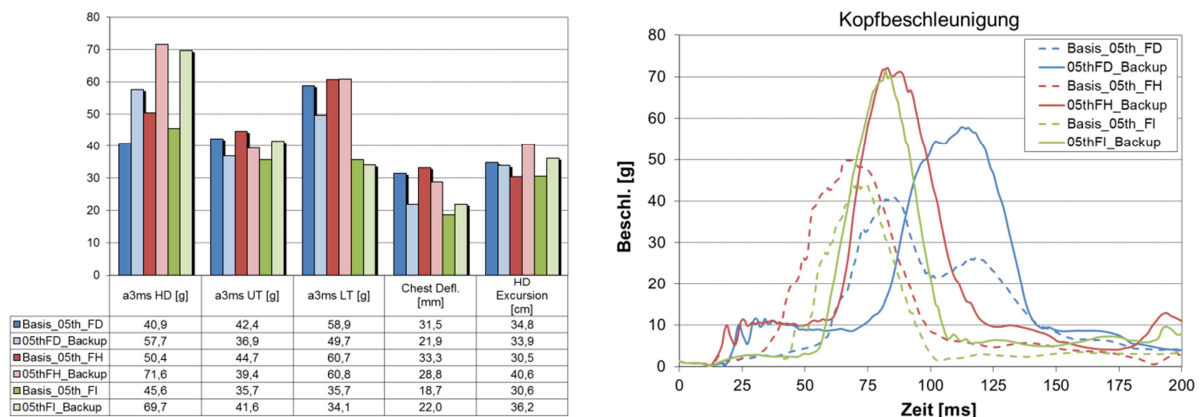 80
70
60
50
40
30
20
10
0
a3ms HD [g] a3ms UT [g] a3ms LT [g] Chest Defl. [mm] HD Excursion [cm]
Basis_05th_FD 40,9 42,4 58,9 31,5 34,8
05thFD_Backup 57,7 36,9 49,7 21,9 33,9
Basis_05th_FH 50,4 44,7 60,7 33,3 30,5
05thFH_Backup 71,6 39,4 60,8 28,8 40,6
Basis_05th_FI 45,6 35,7 35,7 18,7 30,6
05thFI_Backup 69,7 41,6 34,1 22,0 36,2
Kopfbeschleunigung
Beschl. [g]
80
70
60
50
40
30
20
10
0
Basis_05th_FD
05thFD_Backup
Basis_05th_FH
05thFH_Backup
Basis_05th_FI
05thFI_Backup
0 25 50 75 100 125 150 175 200
Zeit [ms]